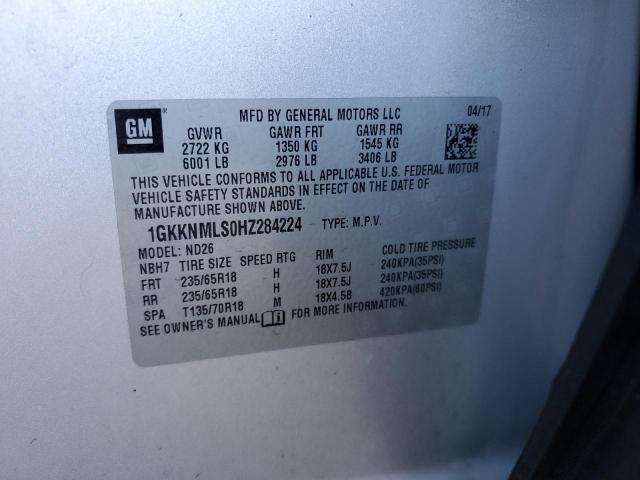 GM ®
MFD BY GENERAL MOTORS LLC 04/17
GVWR GAWR FRT GAWR RR
2722 KG 1350 KG 1545 KG
6001 LB 2976 LB 3406 LB
THIS VEHICLE CONFORMS TO ALL APPLICABLE U.S. FEDERAL MOTOR
VEHICLE SAFETY STANDARDS IN EFFECT ON THE DATE OF
MANUFACTURE SHOWN ABOVE.
1GKKNMLS0HZ284224 TYPE: M.P.V.
MODEL: ND26
NBH7 TIRE SIZE SPEED RTG RIM COLD TIRE PRESSURE
FRT 235/65R18 H 18X7.5J 240KPA(35PSI)
RR 235/65R18 H 18X7.5J 240KPA(35PSI)
SPA T135/70R18 M 18X4.5B 420KPA(60PSI)
SEE OWNER'S MANUAL FOR MORE INFORMATION.